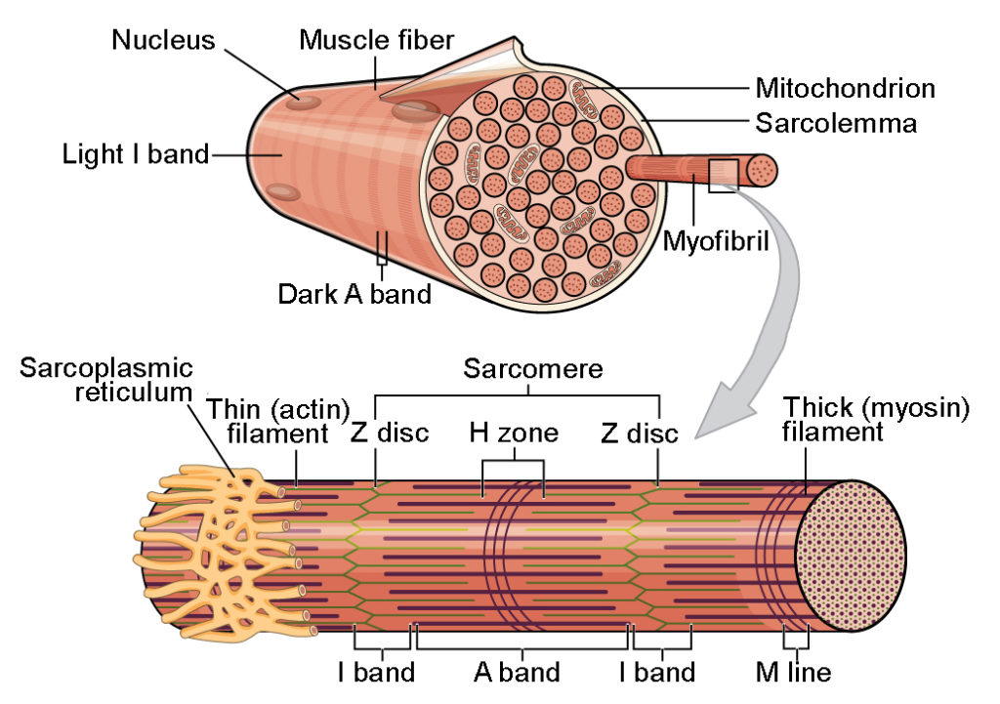 Nucleus
Muscle fiber
Mitochondrion
Sarcolemma
Light I band
Myofibril
Dark A band
Sarcoplasmic
reticulum
Thin (actin)
filament
Sarcomere
Z disc
H zone
Z disc
Thick (myosin)
filament
I band
A band
I band
M line